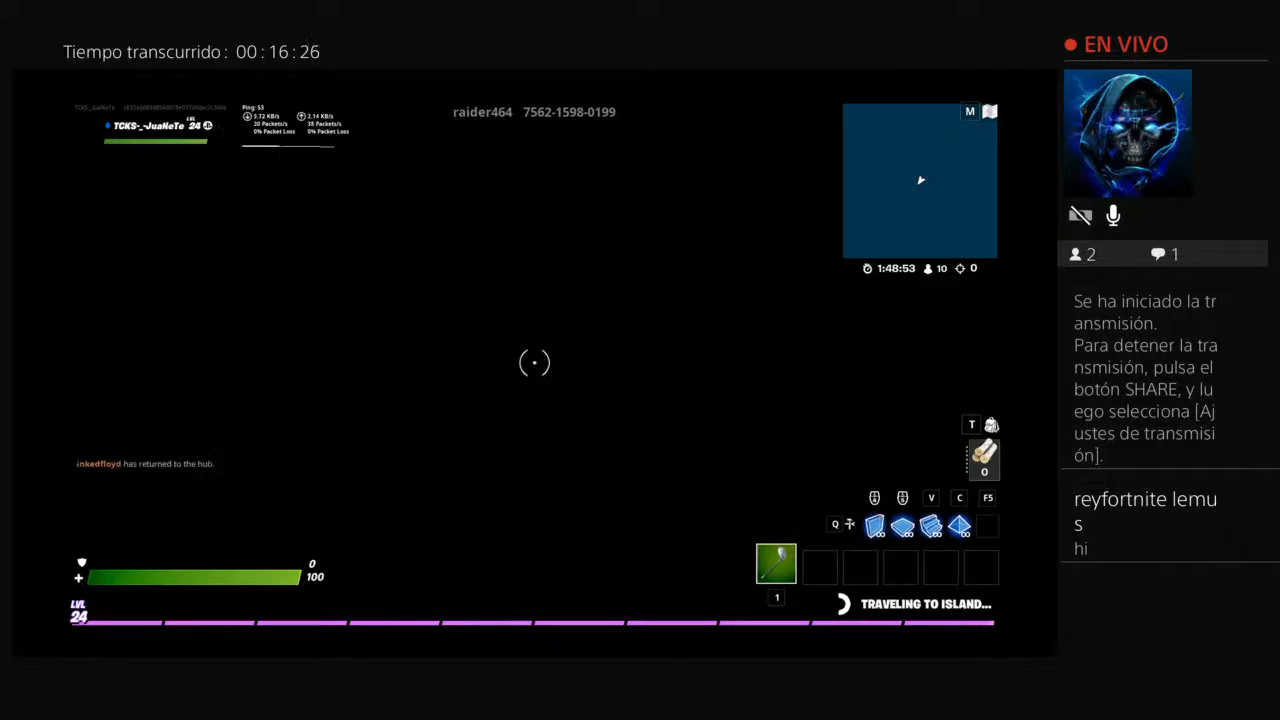 Tiempo transcurrido: 00:16:26
EN VIVO
TCKS-_-JuaNeTe LVL 24
Ping: 53
3.72 KB/s 2.14 KB/s
30 Packets/s 38 Packets/s
0% Packet Loss 0% Packet Loss
raider464 7562-1598-0199
M
1:48:53 10 0
2 1
Se ha iniciado la tr
ansmisión.
Para detener la tra
nsmisión, pulsa el
botón SHARE, y lu
ego selecciona [Aj
ustes de transmisi
ón].
reyfortnite lemu
s
hi
T
0
inkedfloyd has returned to the hub.
V C F5
Q
0
100
1
LVL
24
TRAVELING TO ISLAND...